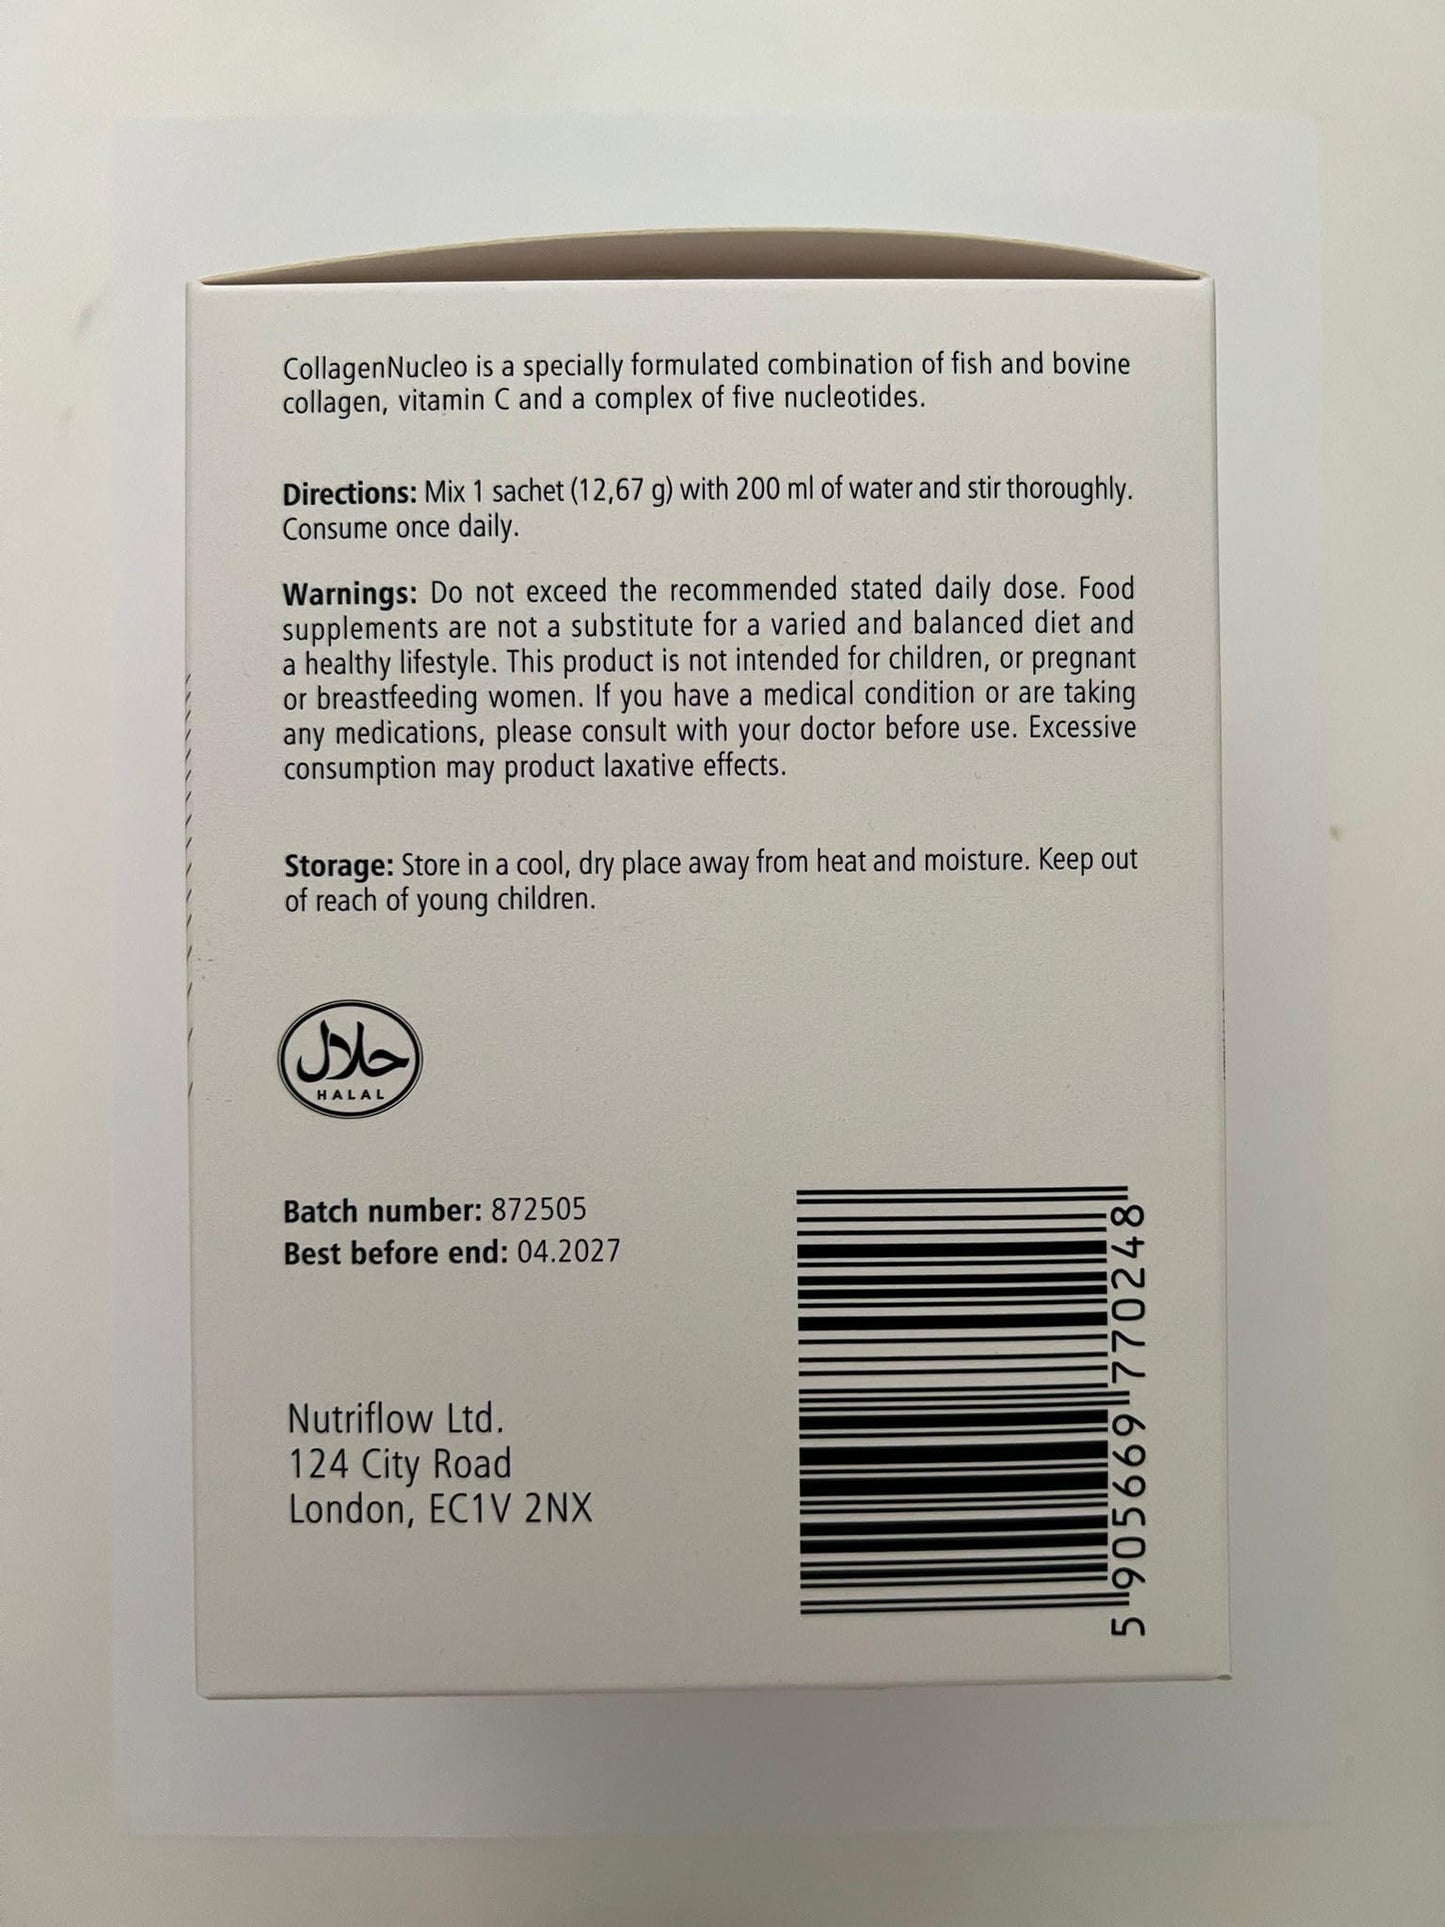 CollagenNucleo is a specially formulated combination of fish and bovine
collagen, vitamin C and a complex of five nucleotides.
Directions: Mix 1 sachet (12,67 g) with 200 ml of water and stir thoroughly.
Consume once daily.
Warnings: Do not exceed the recommended stated daily dose. Food
supplements are not a substitute for a varied and balanced diet and
a healthy lifestyle. This product is not intended for children, or pregnant
or breastfeeding women. If you have a medical condition or are taking
any medications, please consult with your doctor before use. Excessive
consumption may product laxative effects.
Storage: Store in a cool, dry place away from heat and moisture. Keep out
of reach of young children.
حلال
HALAL
Batch number: 872505
Best before end: 04.2027
Nutriflow Ltd.
124 City Road
London, EC1V 2NX
5 905669 770248